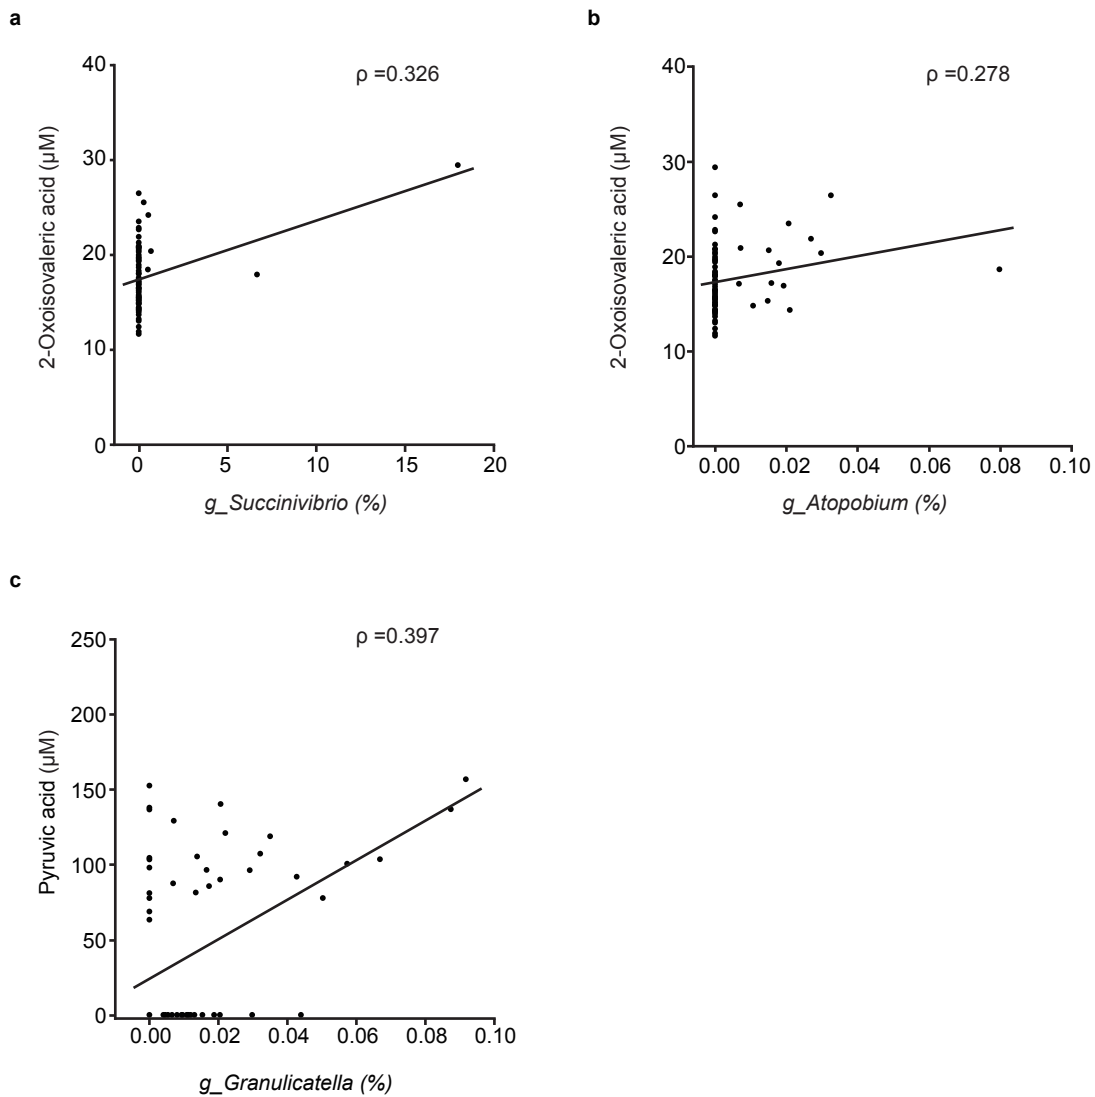 a
ρ =0.326
2-Oxoisovaleric acid (μM)
40
30
20
10
0
0 5 10 15 20
g_Succinivibrio (%)
b
ρ =0.278
2-Oxoisovaleric acid (μM)
40
30
20
10
0
0.00 0.02 0.04 0.06 0.08 0.10
g_Atopobium (%)
c
ρ =0.397
Pyruvic acid (μM)
250
200
150
100
50
0
0.00 0.02 0.04 0.06 0.08 0.10
g_Granulicatella (%)